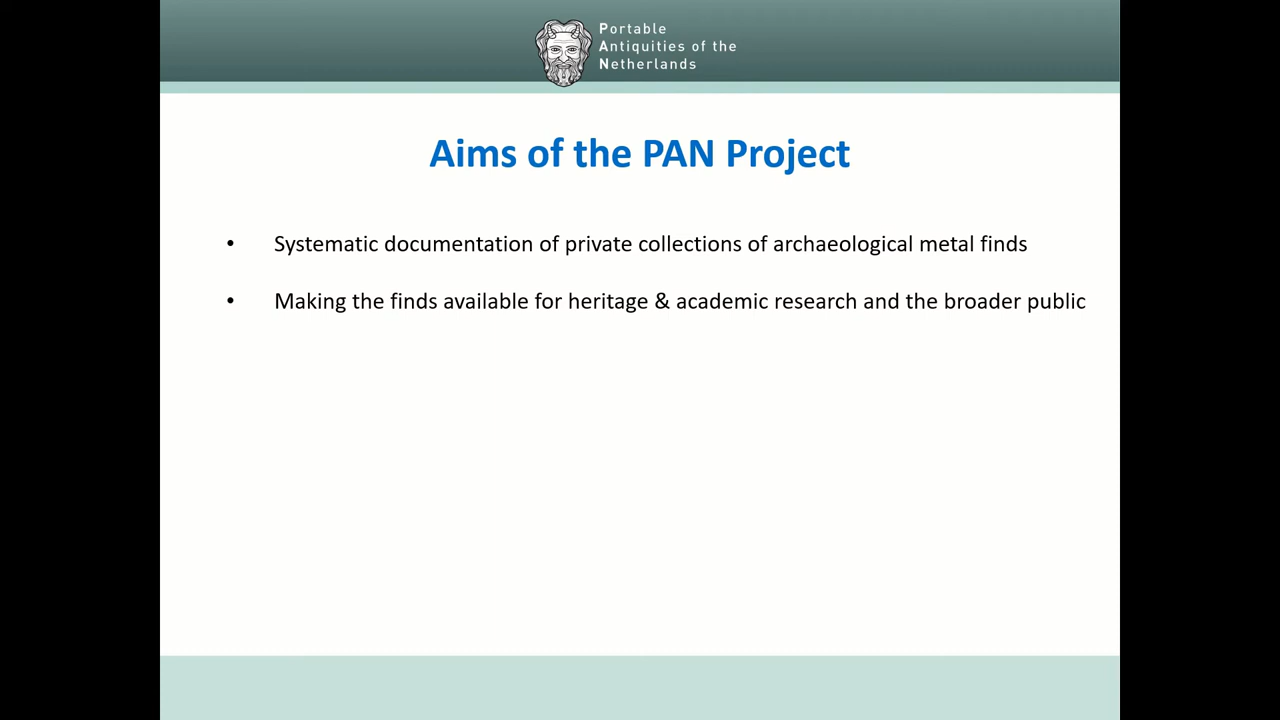 Portable
Antiquities of the
Netherlands
Aims of the PAN Project
• Systematic documentation of private collections of archaeological metal finds
• Making the finds available for heritage & academic research and the broader public